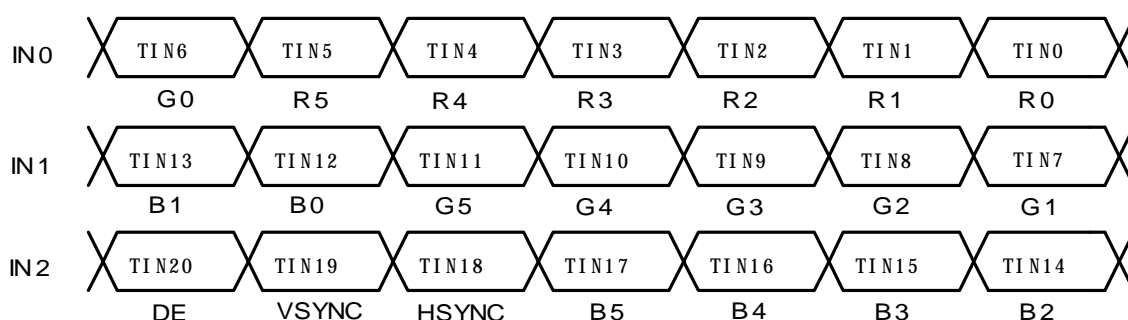 IN0 TIN6 TIN5 TIN4 TIN3 TIN2 TIN1 TIN0
G0 R5 R4 R3 R2 R1 R0
IN1 TIN13 TIN12 TIN11 TIN10 TIN9 TIN8 TIN7
B1 B0 G5 G4 G3 G2 G1
IN2 TIN20 TIN19 TIN18 TIN17 TIN16 TIN15 TIN14
DE VSYNC HSYNC B5 B4 B3 B2